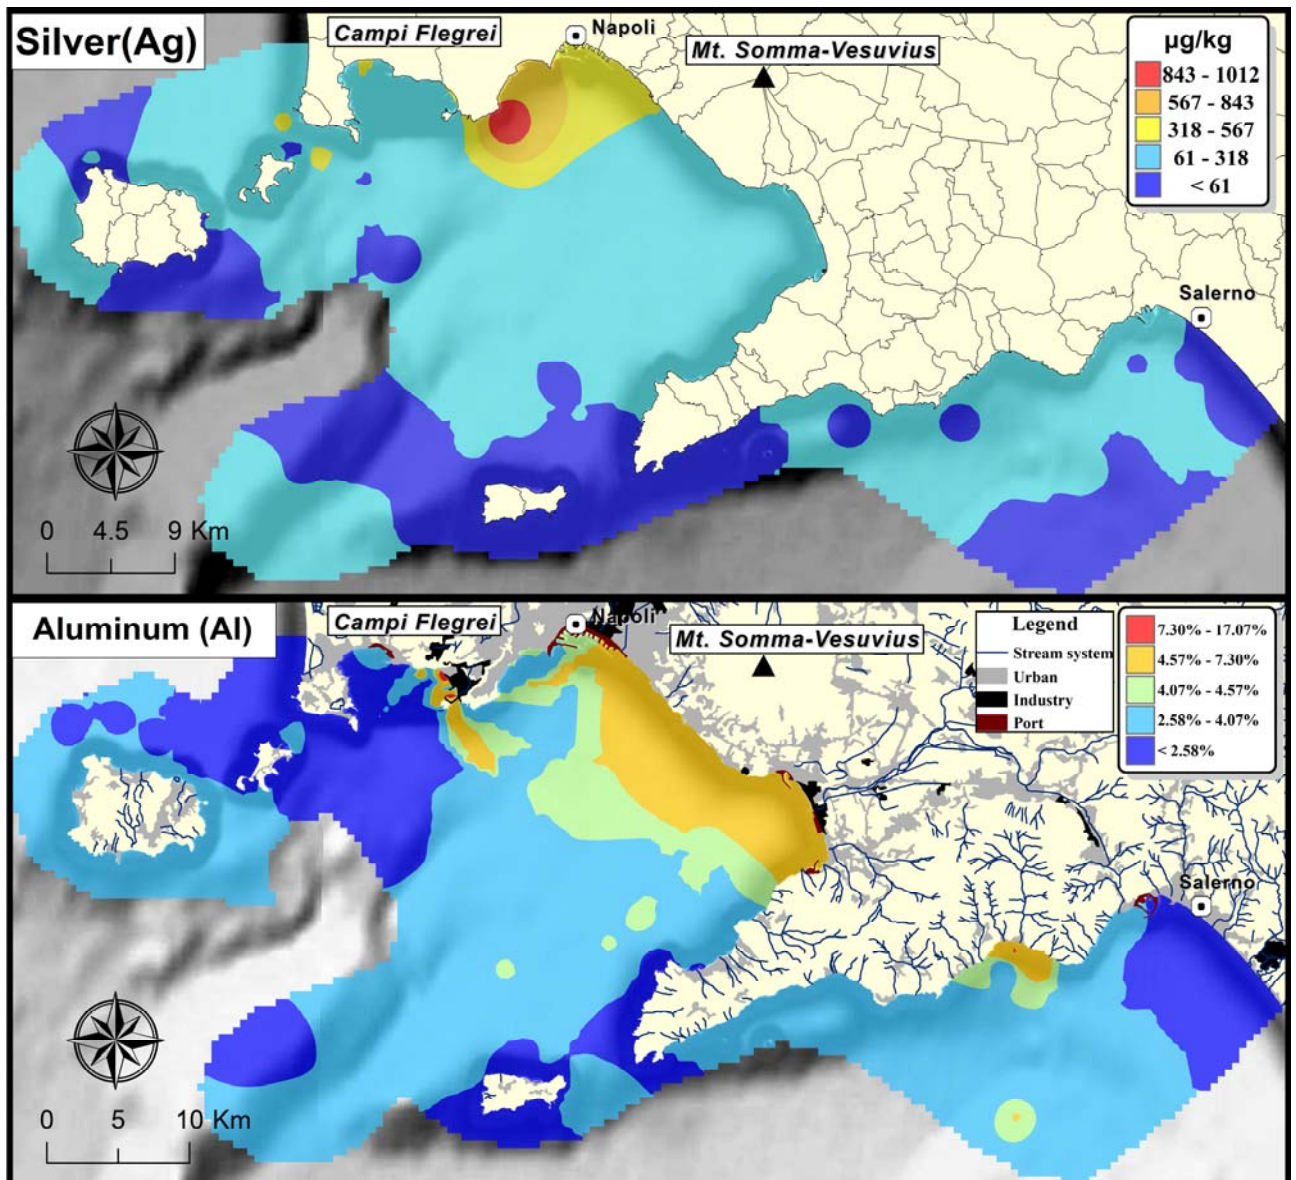 Silver(Ag)
Campi Flegrei
Napoli
Mt. Somma-Vesuvius
µg/kg
843 - 1012
567 - 843
318 - 567
61 - 318
< 61
Salerno
0 4.5 9 Km
Aluminum (Al)
Campi Flegrei
Napoli
Mt. Somma-Vesuvius
Legend
Stream system
Urban
Industry
Port
7.30% - 17.07%
4.57% - 7.30%
4.07% - 4.57%
2.58% - 4.07%
< 2.58%
Salerno
0 5 10 Km